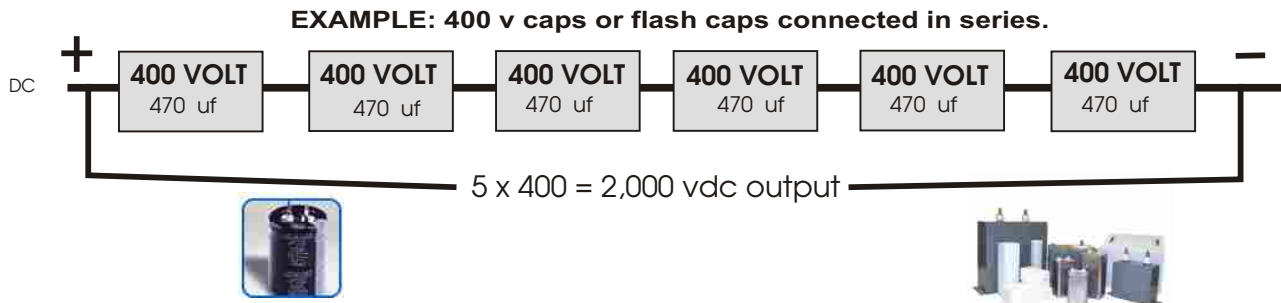 EXAMPLE: 400 v caps or flash caps connected in series.
+ −
DC
400 VOLT 400 VOLT 400 VOLT 400 VOLT 400 VOLT 400 VOLT
470 uf 470 uf 470 uf 470 uf 470 uf 470 uf
5 x 400 = 2,000 vdc output